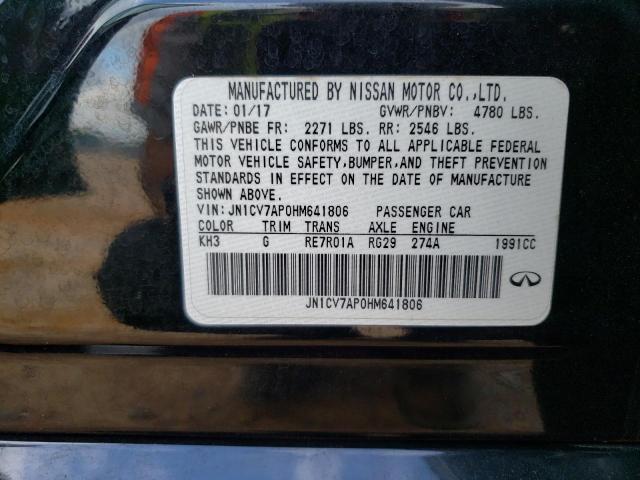 MANUFACTURED BY NISSAN MOTOR CO.,LTD.
DATE: 01/17 GVWR/PNBV: 4780 LBS.
GAWR/PNBE FR: 2271 LBS. RR: 2546 LBS.
THIS VEHICLE CONFORMS TO ALL APPLICABLE FEDERAL
MOTOR VEHICLE SAFETY,BUMPER,AND THEFT PREVENTION
STANDARDS IN EFFECT ON THE DATE OF MANUFACTURE
SHOWN ABOVE.
VIN: JN1CV7AP0HM641806 PASSENGER CAR
COLOR TRIM TRANS AXLE ENGINE
KH3 G RE7R01A RG29 274A 1991CC
JN1CV7AP0HM641806